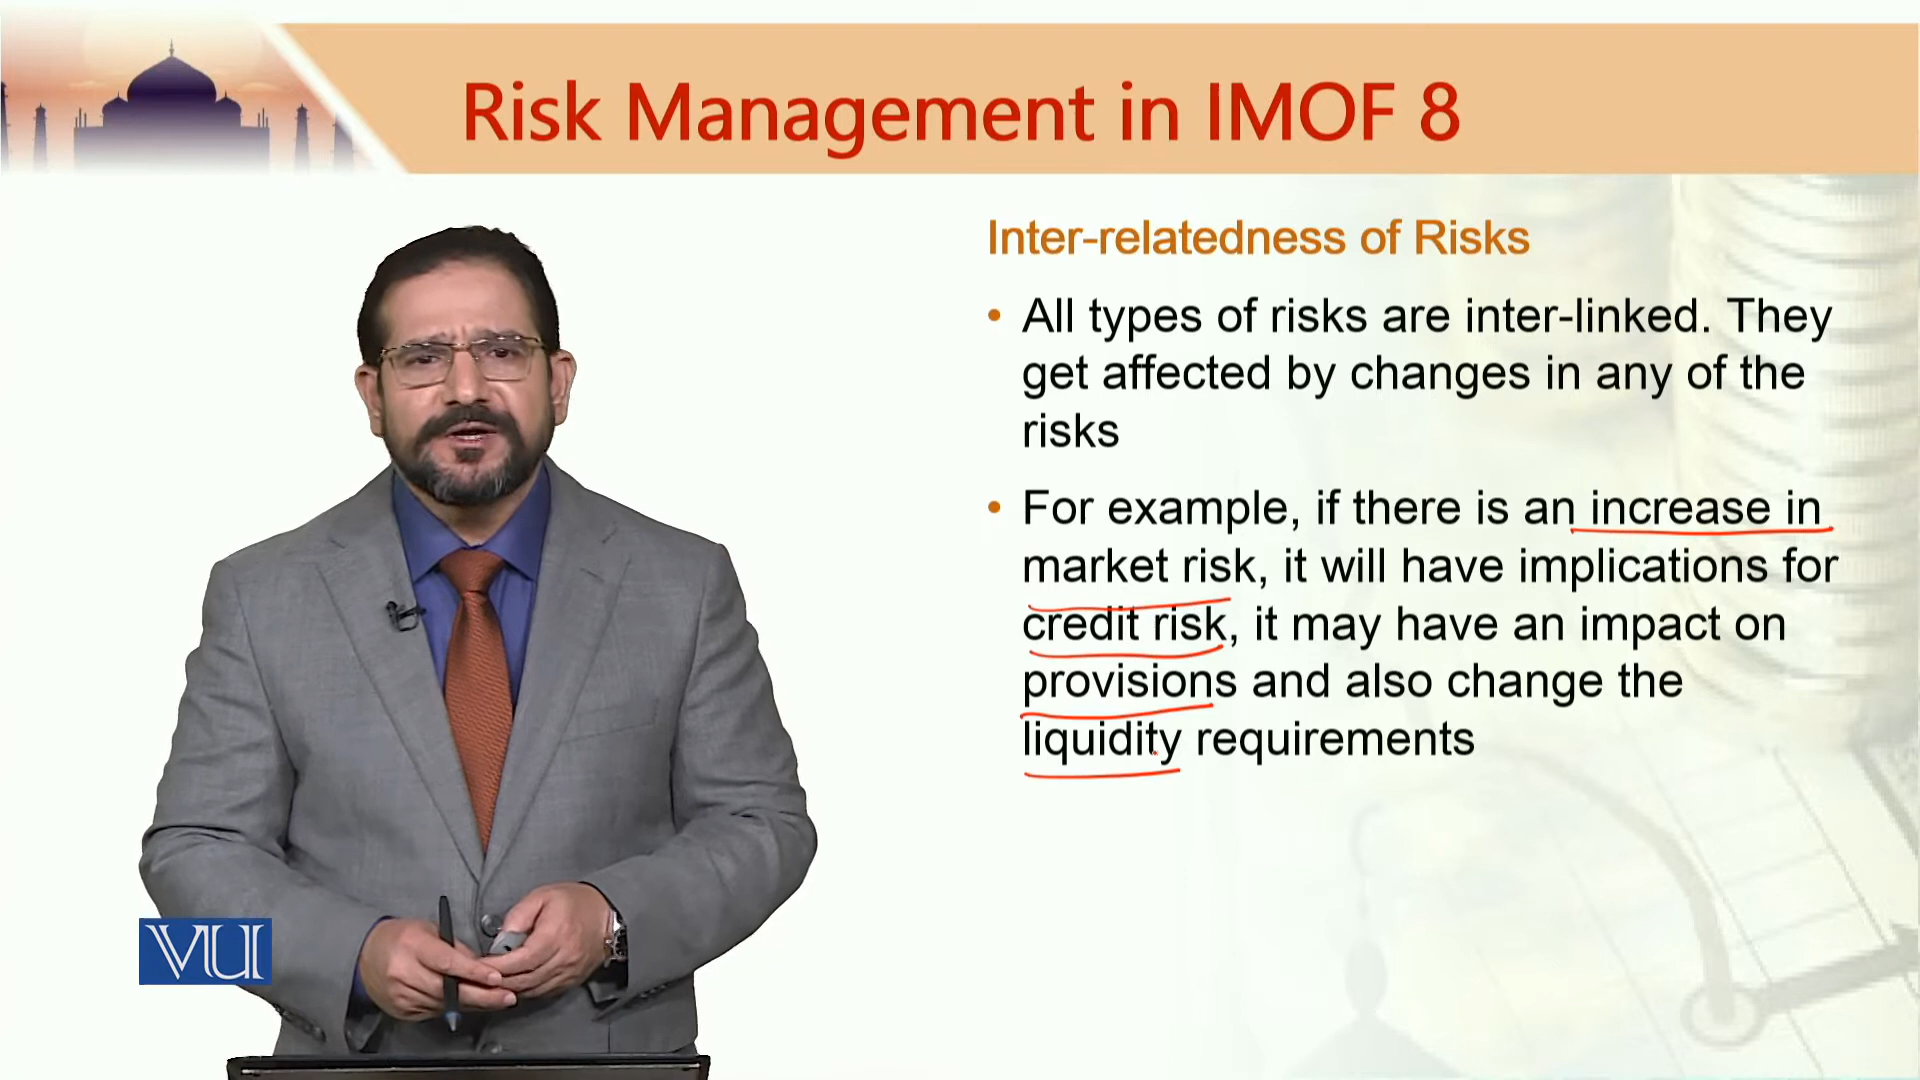 Risk Management in IMOF 8
Inter-relatedness of Risks
• All types of risks are inter-linked. They
get affected by changes in any of the
risks
• For example, if there is an increase in
market risk, it will have implications for
credit risk, it may have an impact on
provisions and also change the
liquidity requirements
VU